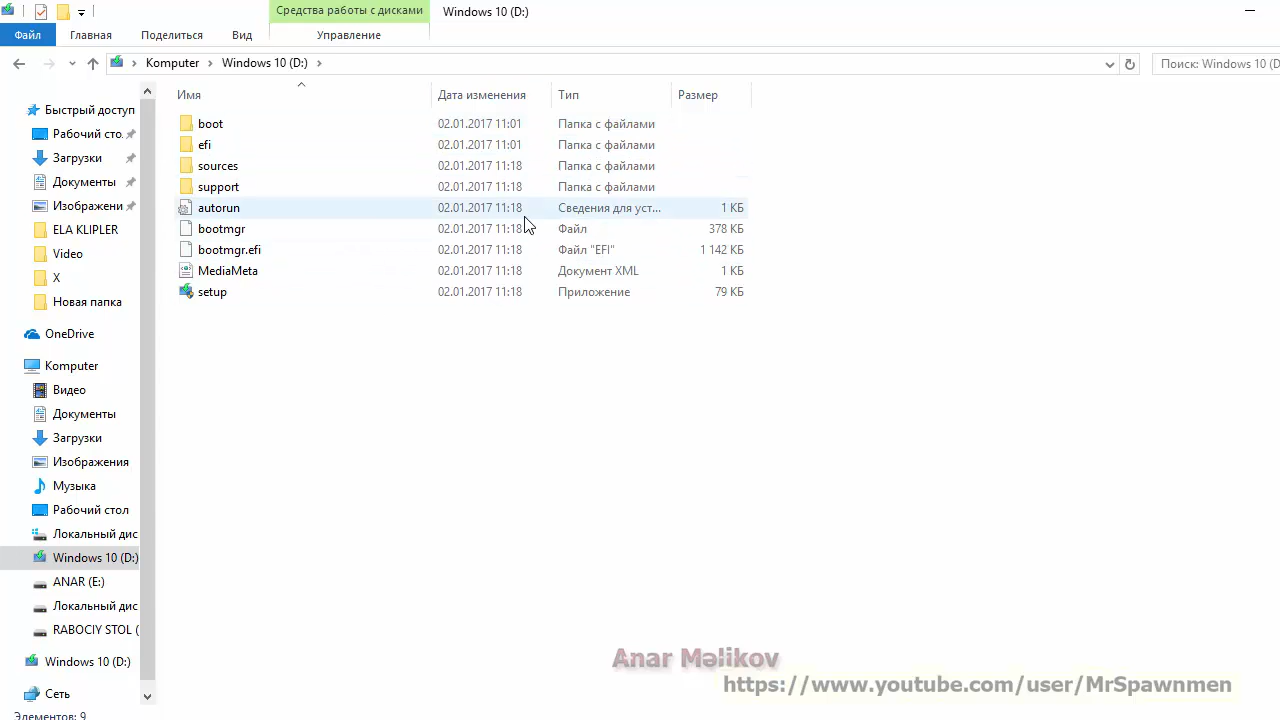 Средства работы с дисками
Windows 10 (D:)
Файл
Главная
Поделиться
Вид
Управление
Komputer
Windows 10 (D:)
Поиск: Windows 10 (D
Имя
Дата изменения
Тип
Размер
boot 02.01.2017 11:01 Папка с файлами
efi 02.01.2017 11:01 Папка с файлами
sources 02.01.2017 11:18 Папка с файлами
support 02.01.2017 11:18 Папка с файлами
autorun 02.01.2017 11:18 Сведения для уст... 1 КБ
bootmgr 02.01.2017 11:18 Файл 378 КБ
bootmgr.efi 02.01.2017 11:18 Файл "EFI" 1 142 КБ
MediaMeta 02.01.2017 11:18 Документ XML 1 КБ
setup 02.01.2017 11:18 Приложение 79 КБ
Быстрый доступ
Рабочий сто.
Загрузки
Документы
Изображени
ELA KLIPLER
Video
X
Новая папка
OneDrive
Komputer
Видео
Документы
Загрузки
Изображения
Музыка
Рабочий стол
Локальный дис
Windows 10 (D:)
ANAR (E:)
Локальный дис
RABOCIY STOL (
Windows 10 (D:)
Сеть
Элементов: 9
Anar Məlikov
https://www.youtube.com/user/MrSpawnmen